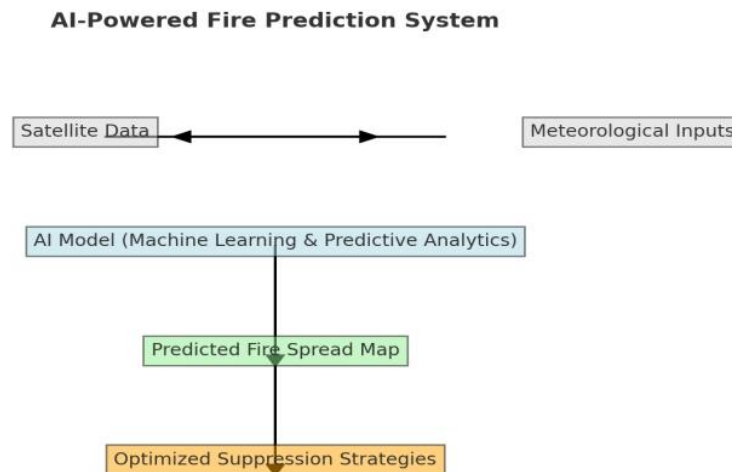 AI-Powered Fire Prediction System
Satellite Data
Meteorological Inputs
AI Model (Machine Learning & Predictive Analytics)
Predicted Fire Spread Map
Optimized Suppression Strategies